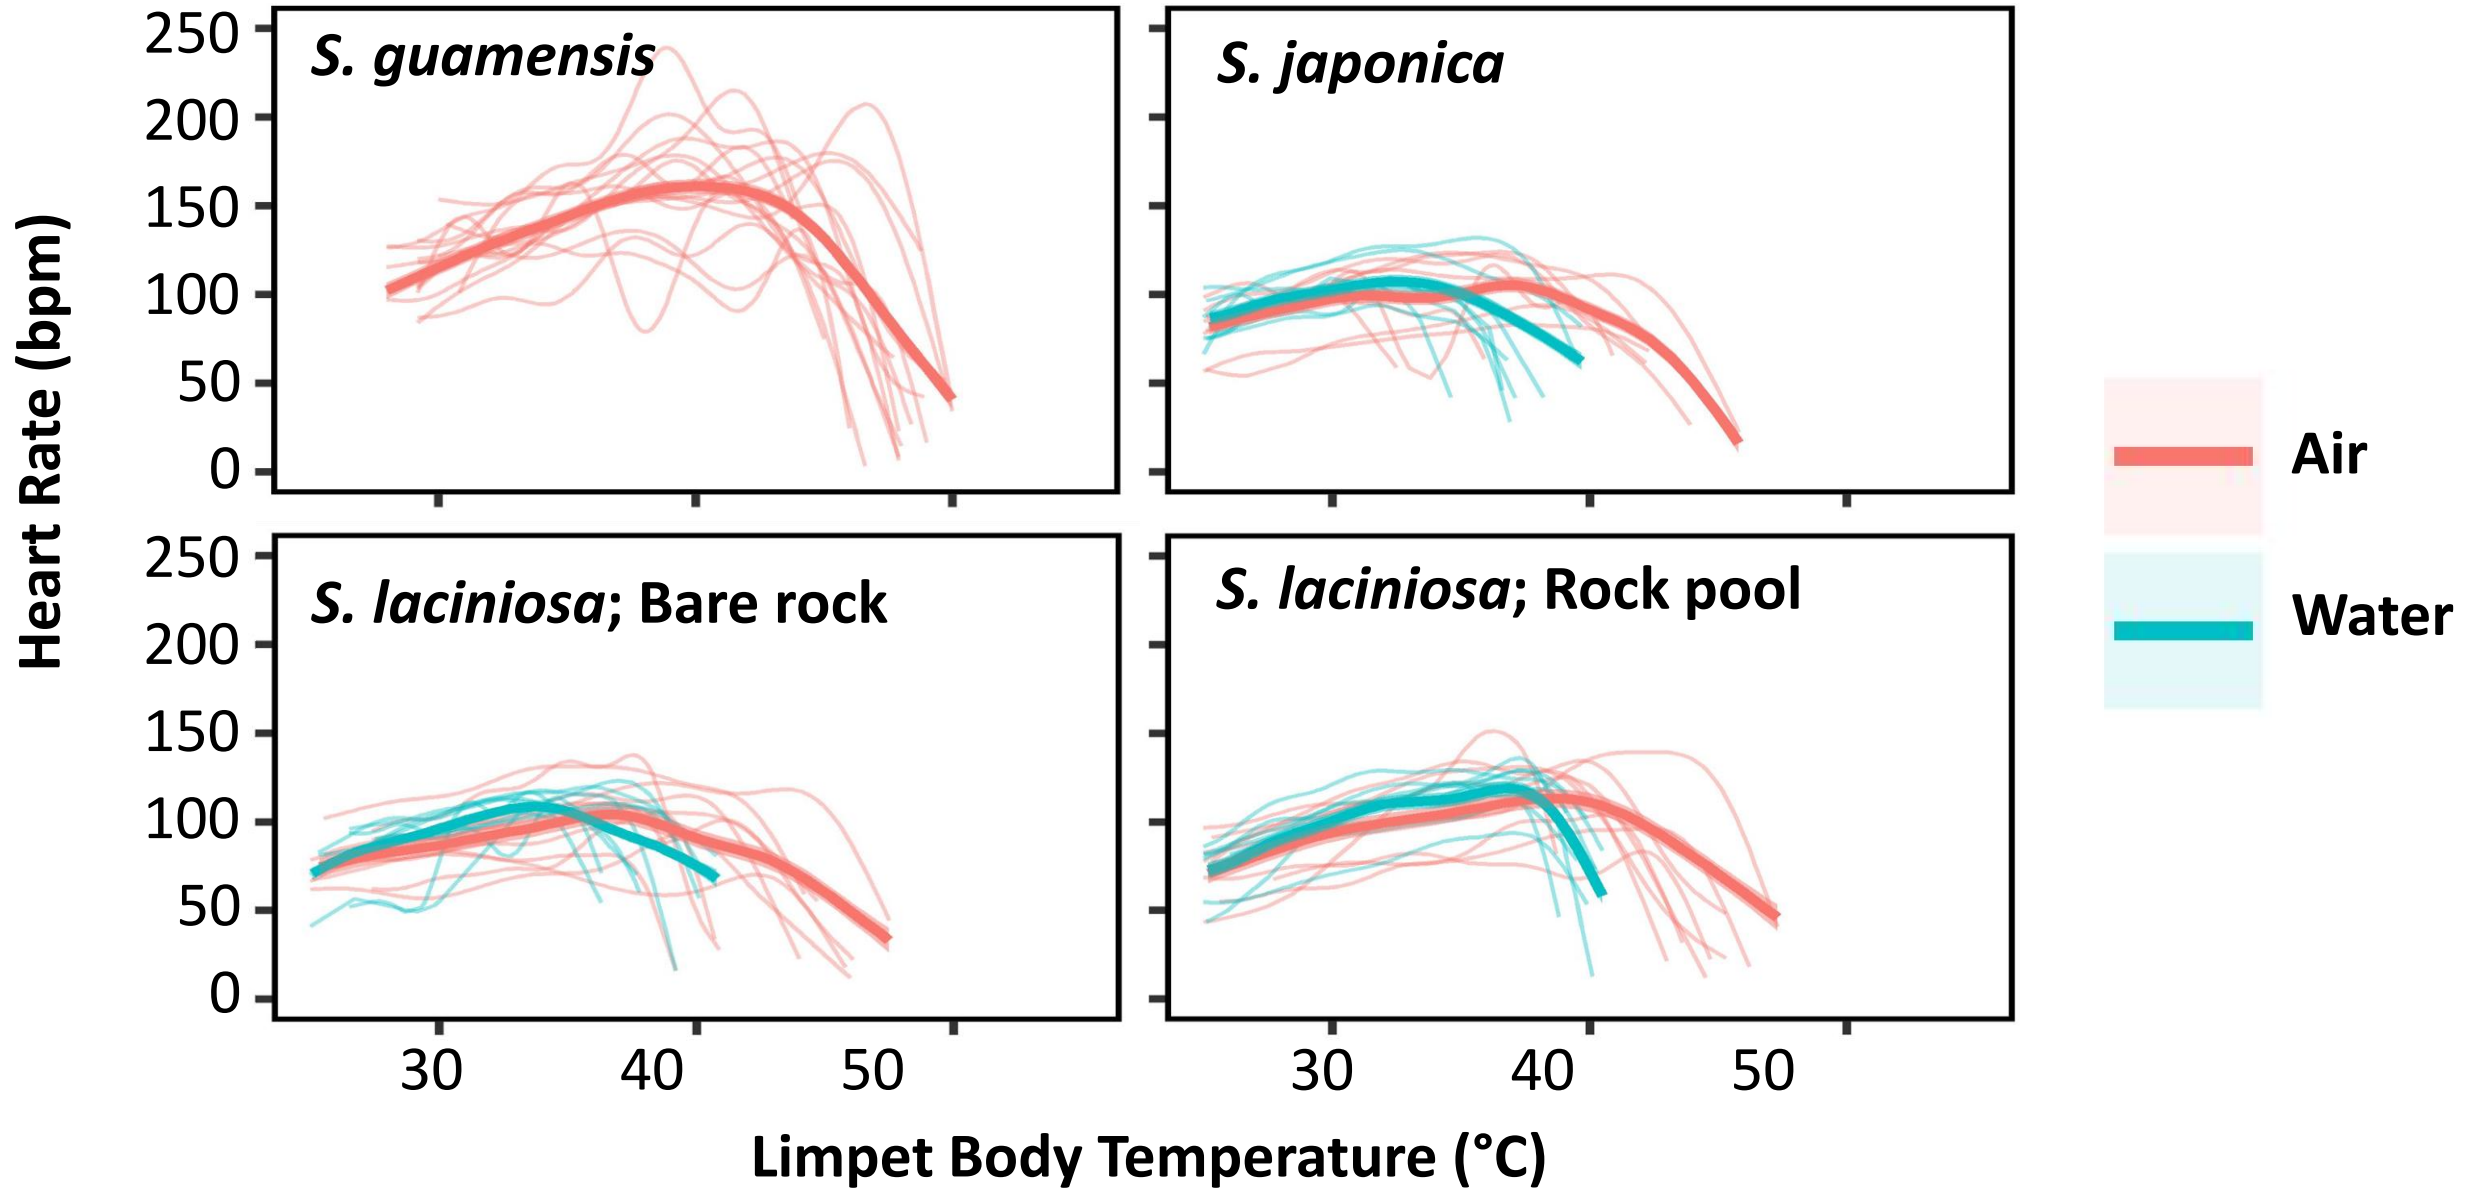 Heart Rate (bpm)
250
200
150
100
50
0
S. guamensis
S. japonica
250
200
150
100
50
0
S. laciniosa; Bare rock
S. laciniosa; Rock pool
30 40 50
30 40 50
Limpet Body Temperature (°C)
Air
Water